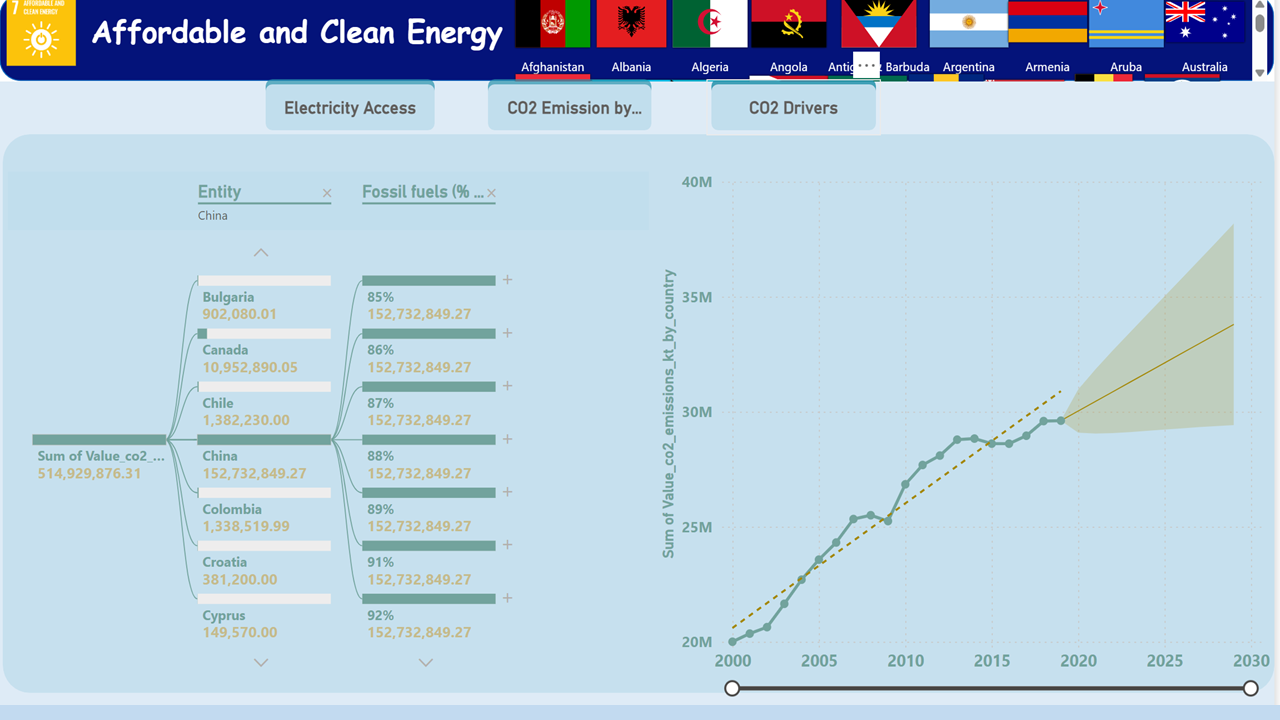 7 AFFORDABLE AND
CLEAN ENERGY
Affordable and Clean Energy
Afghanistan
Albania
Algeria
Angola
Antig Barbuda
Argentina
Armenia
Aruba
Australia
Electricity Access
CO2 Emission by...
CO2 Drivers
Entity
China
Fossil fuels (% ...
Sum of Value_co2_...
514,929,876.31
Bulgaria
902,080.01
Canada
10,952,890.05
Chile
1,382,230.00
China
152,732,849.27
Colombia
1,338,519.99
Croatia
381,200.00
Cyprus
149,570.00
85%
152,732,849.27
86%
152,732,849.27
87%
152,732,849.27
88%
152,732,849.27
89%
152,732,849.27
91%
152,732,849.27
92%
152,732,849.27
Sum of Value_co2_emissions_kt_by_country
40M
35M
30M
25M
20M
2000
2005
2010
2015
2020
2025
2030